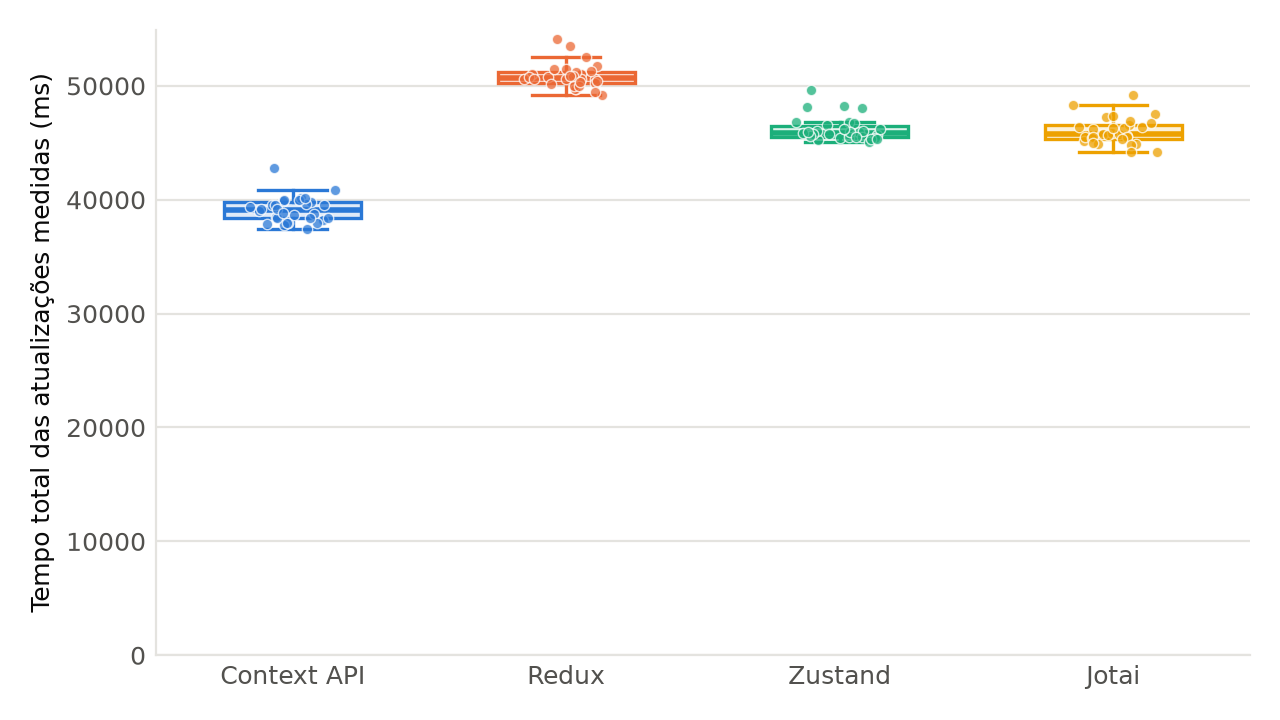 Tempo total das atualizações medidas (ms)
50000
40000
30000
20000
10000
0
Context API
Redux
Zustand
Jotai